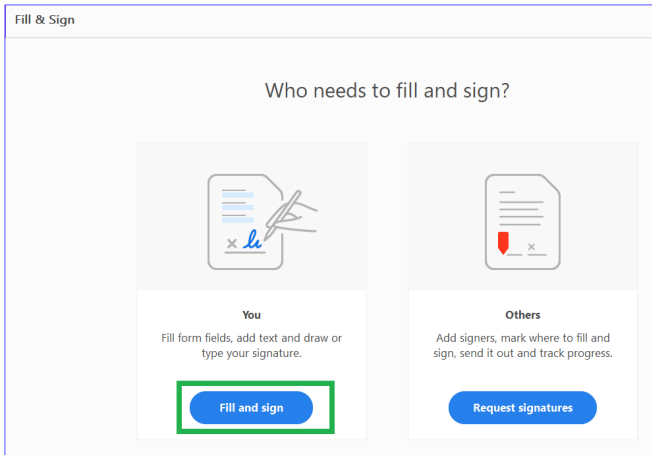 Fill & Sign
Who needs to fill and sign?
You
Fill form fields, add text and draw or
type your signature.
Fill and sign
Others
Add signers, mark where to fill and
sign, send it out and track progress.
Request signatures